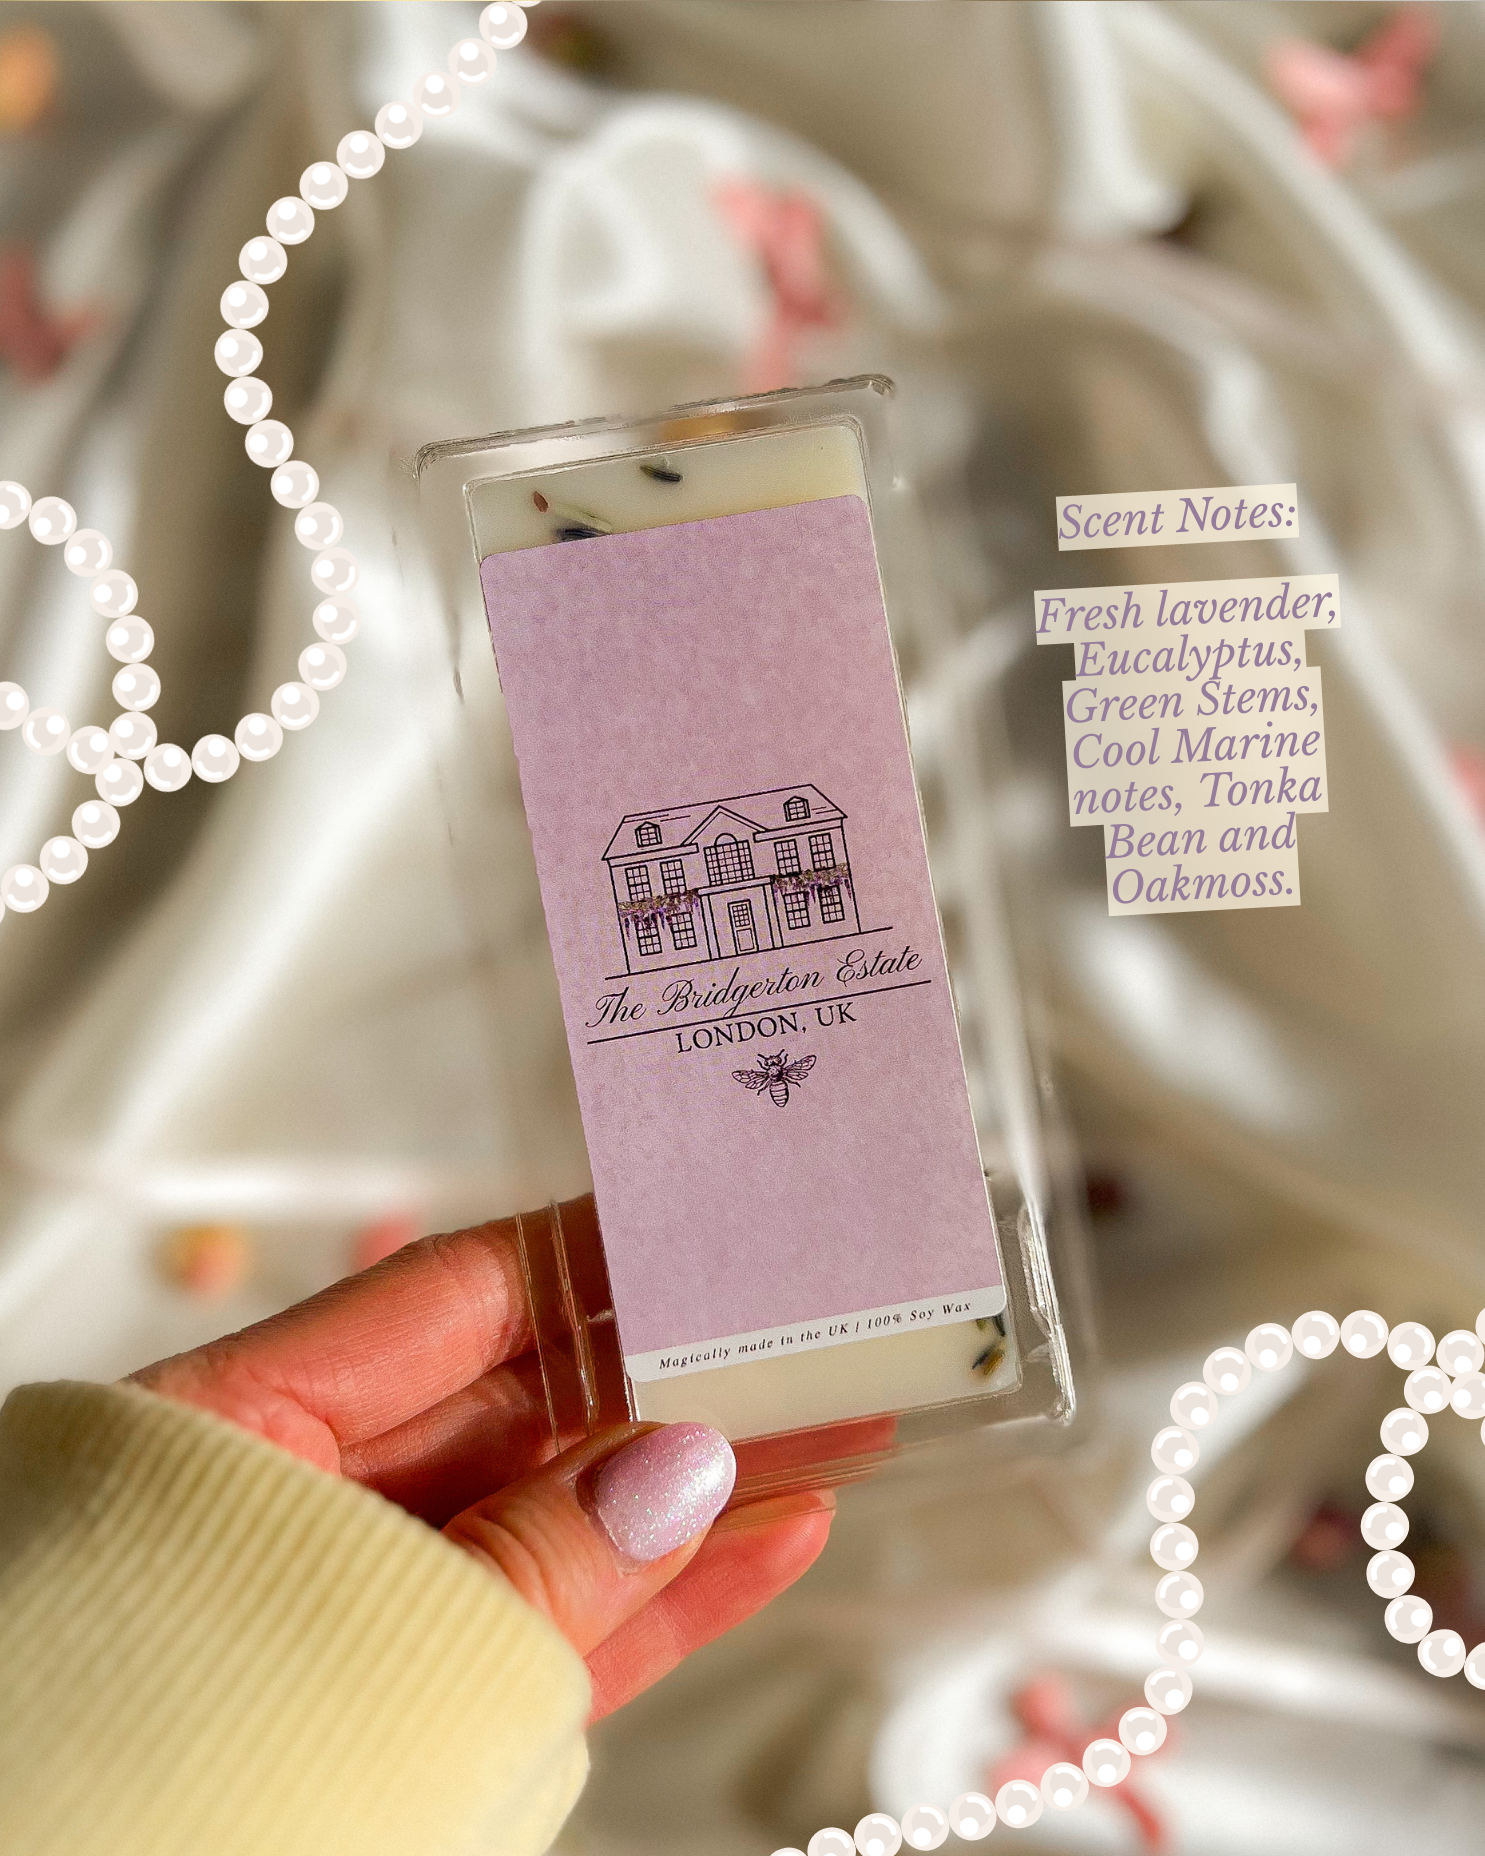 Scent Notes:
Fresh lavender,
Eucalyptus,
Green Stems,
Cool Marine
notes, Tonka
Bean and
Oakmoss.
The Bridgerton Estate
LONDON, UK
Magically made in the UK | 100% Soy Wax